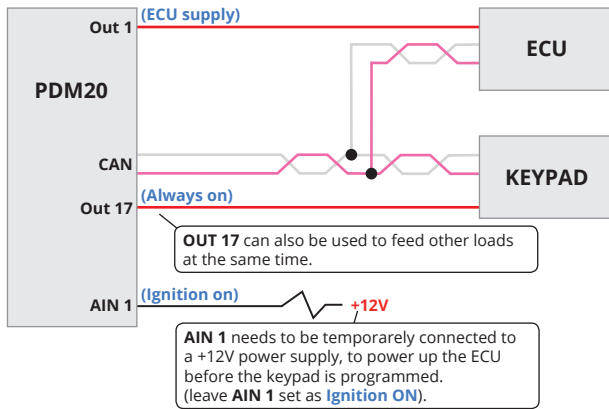 Out 1
(ECU supply)
ECU
PDM20
CAN
KEYPAD
Out 17
(Always on)
OUT 17 can also be used to feed other loads
at the same time.
AIN 1
(Ignition on)
+12V
AIN 1 needs to be temporarely connected to
a +12V power supply, to power up the ECU
before the keypad is programmed.
(leave AIN 1 set as Ignition ON).